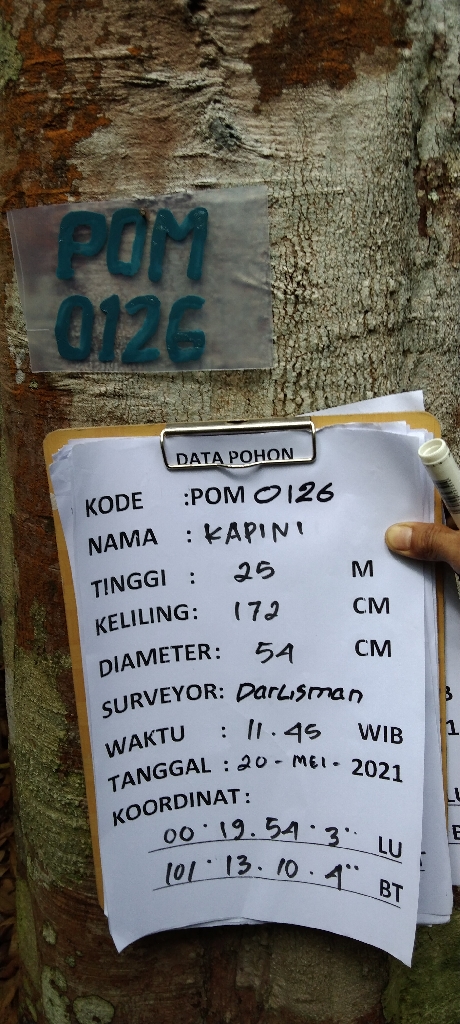 POM
0126
DATA POHON
KODE :POM 0126
NAMA : KAPINI
TINGGI : 25 M
KELILING: 172 CM
DIAMETER: 54 CM
SURVEYOR: Darlisman
WAKTU : 11.45 WIB
TANGGAL : 20 - MEI - 2021
KOORDINAT:
00 · 19. 54 · 3" LU
101 · 13. 10. 4" BT